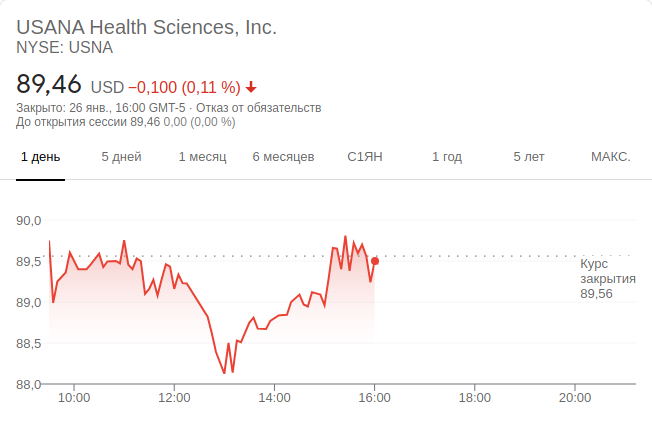 USANA Health Sciences, Inc.
NYSE: USNA
89,46 USD −0,100 (0,11 %)
Закрыто: 26 янв., 16:00 GMT-5 · Отказ от обязательств
До открытия сессии 89,46 0,00 (0,00 %)
1 день 5 дней 1 месяц 6 месяцев С1ЯН 1 год 5 лет МАКС.
90,0
89,5
Курс
закрытия
89,56
89,0
88,5
88,0
10:00 12:00 14:00 16:00 18:00 20:00